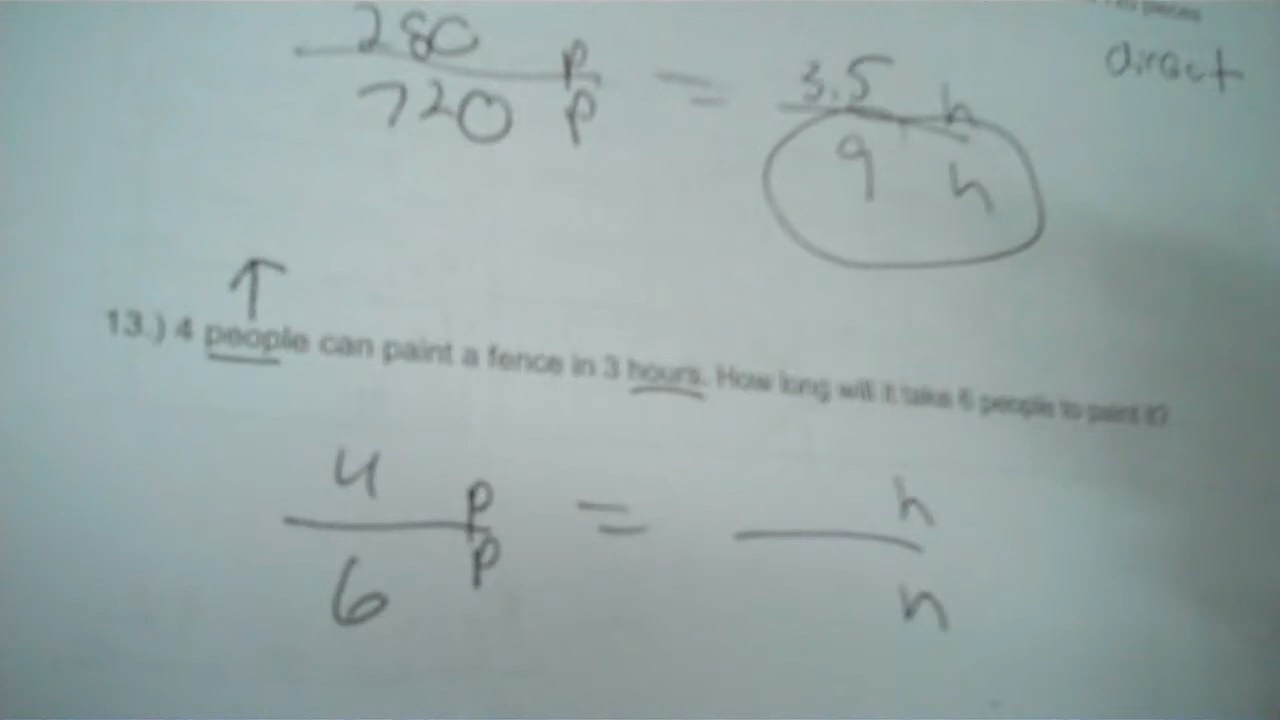 280 p = 3.5 h
720 p 9 h
direct
↑
13.) 4 people can paint a fence in 3 hours. How long will it take 6 people to paint it?
4 p = h
6 p h